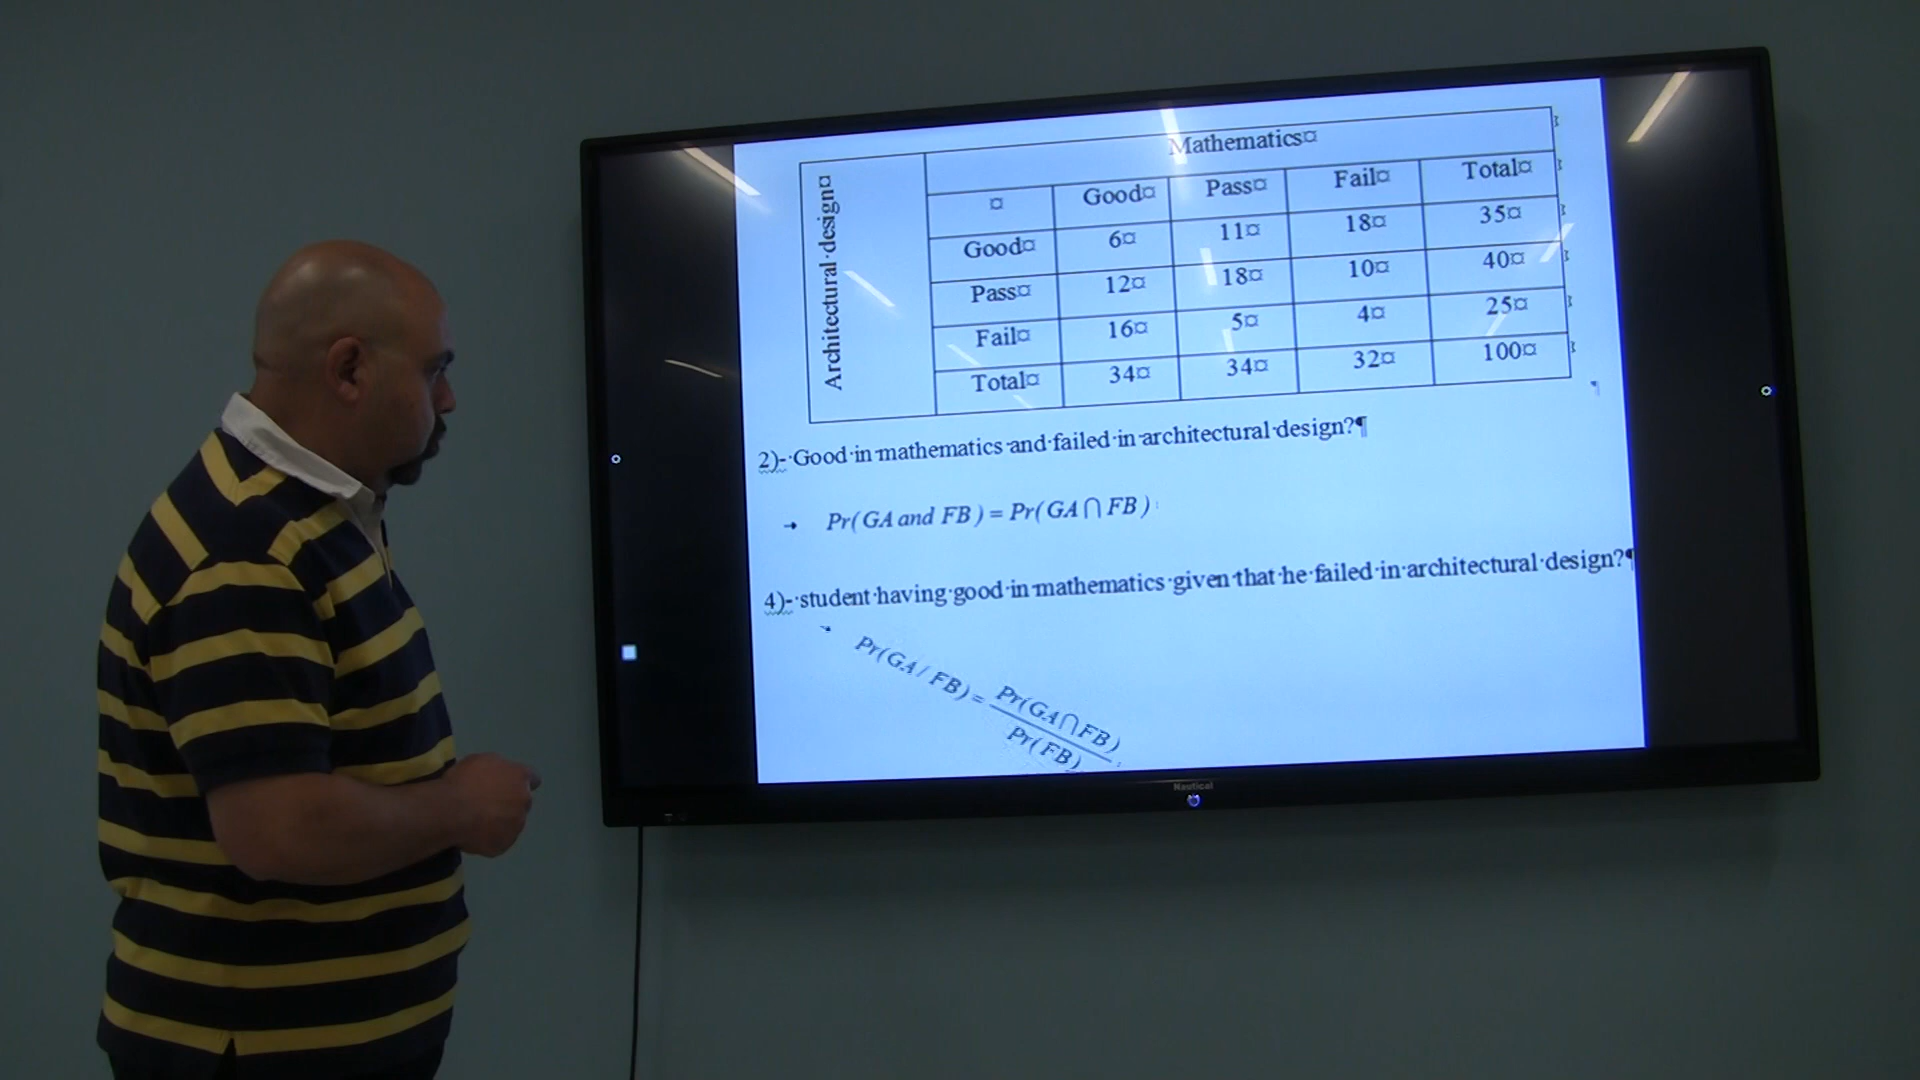 Mathematics¤
Architectural·design¤
¤ Good¤ Pass¤ Fail¤ Total¤
Good¤ 6¤ 11¤ 18¤ 35¤
Pass¤ 12¤ 18¤ 10¤ 40¤
Fail¤ 16¤ 5¤ 4¤ 25¤
Total¤ 34¤ 34¤ 32¤ 100¤
2)-·Good·in·mathematics·and·failed·in·architectural·design?¶
→ Pr(GA and FB) = Pr(GA ∩ FB)
4)-·student·having·good·in·mathematics·given·that·he·failed·in·architectural·design?¶
Pr(GA / FB) = Pr(GA∩FB)
Pr(FB)
Nautical